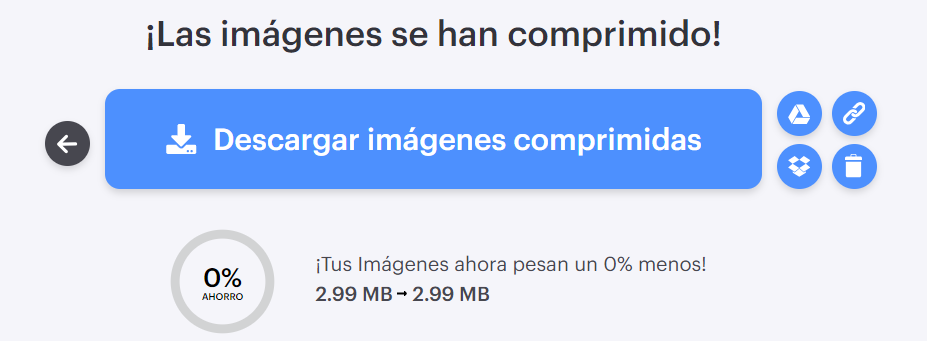 ¡Las imágenes se han comprimido!
Descargar imágenes comprimidas
0%
AHORRO
¡Tus Imágenes ahora pesan un 0% menos!
2.99 MB → 2.99 MB